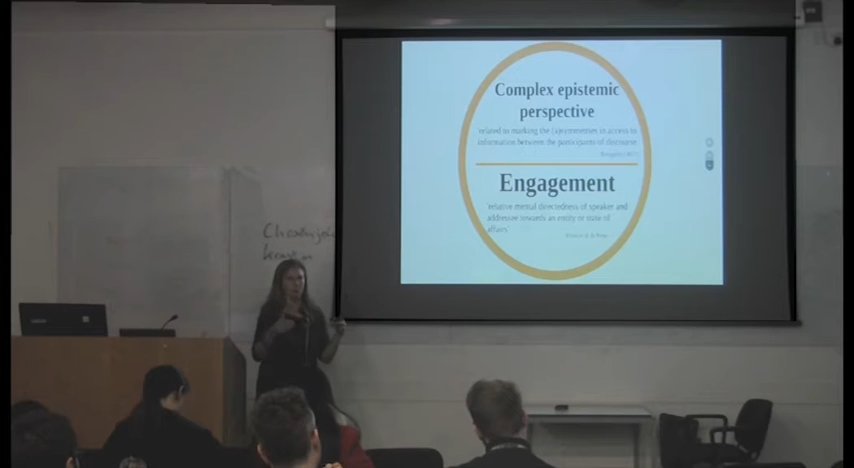 Complex epistemic
perspective
'related to marking the (a)symmetries in access to
information between the participants of discourse
Engagement
'relative mental directedness of speaker and
addressee towards an entity or state of
affairs'